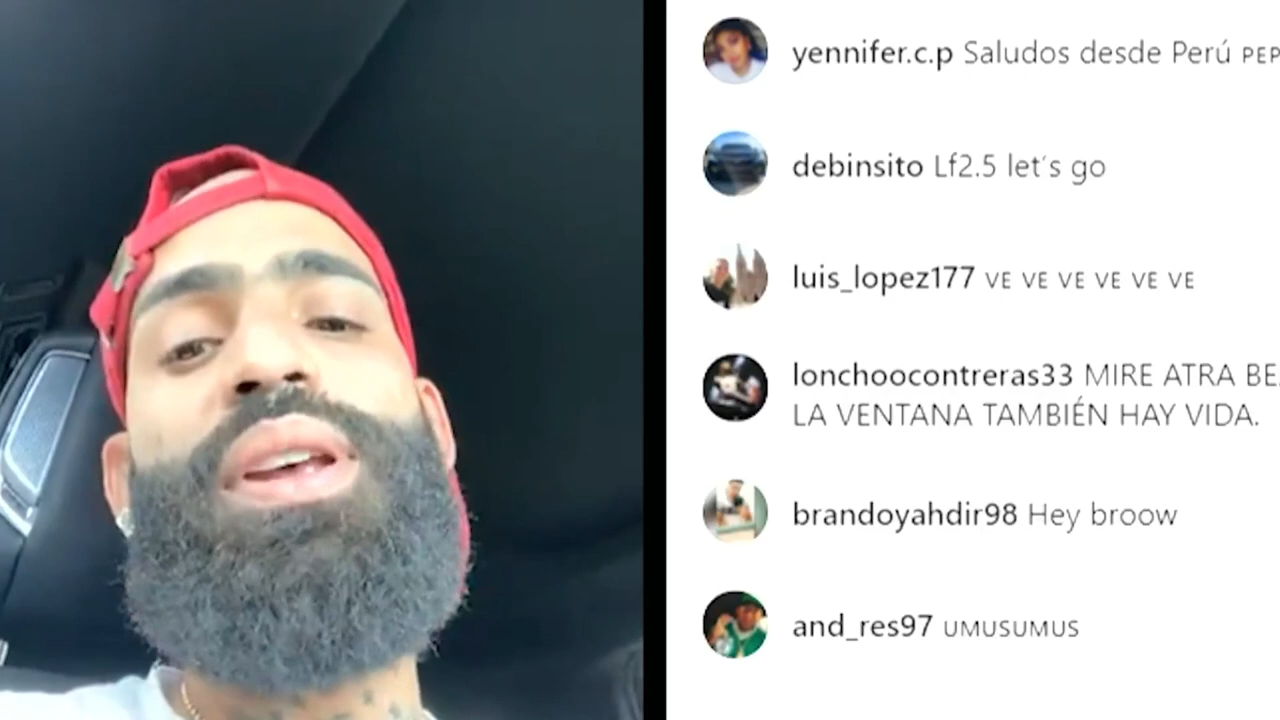 yennifer.c.p Saludos desde Perú
debinsito Lf2.5 let's go
luis_lopez177 VE VE VE VE VE VE
lonchoocontreras33 MIRE ATRA
LA VENTANA TAMBIÉN HAY VIDA.
brandoyahdir98 Hey broow
and_res97 UMUSUMUS